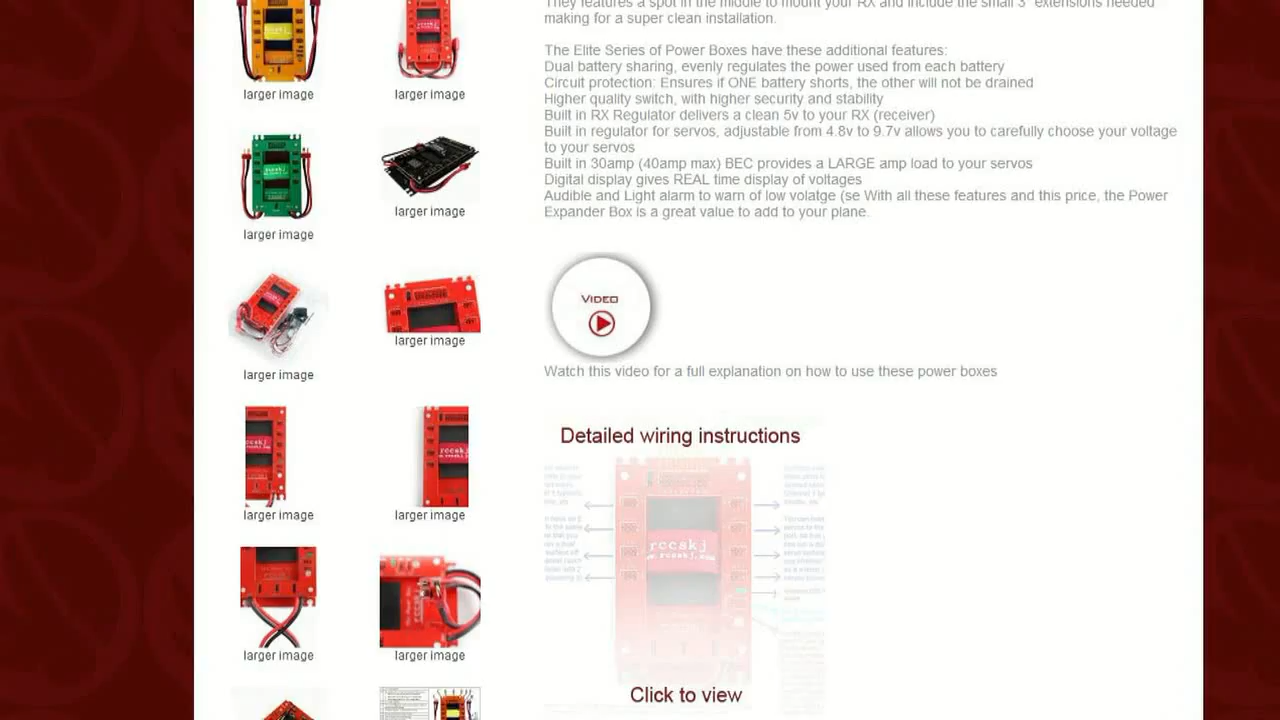 They features a spot in the middle to mount your RX and include the small 3" extensions needed
making for a super clean installation.
The Elite Series of Power Boxes have these additional features:
Dual battery sharing, evenly regulates the power used from each battery
Circuit protection: Ensures if ONE battery shorts, the other will not be drained
Higher quality switch, with higher security and stability
Built in RX Regulator delivers a clean 5v to your RX (receiver)
Built in regulator for servos, adjustable from 4.8v to 9.7v allows you to carefully choose your voltage
to your servos
Built in 30amp (40amp max) BEC provides a LARGE amp load to your servos
Digital display gives REAL time display of voltages
Audible and Light alarm to warn of low volatge (se With all these features and this price, the Power
Expander Box is a great value to add to your plane.
larger image
larger image
larger image
larger image
larger image
larger image
larger image
larger image
larger image
larger image
VIDEO
Watch this video for a full explanation on how to use these power boxes
Detailed wiring instructions
rccskj
www.rccskj.com
Click to view